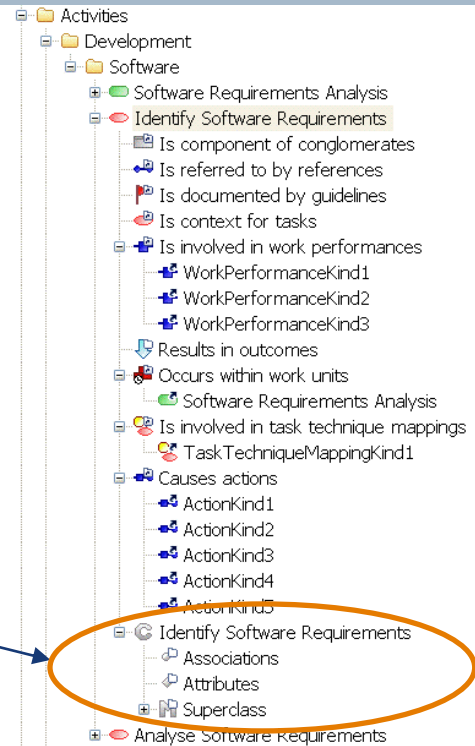 Activities
Development
Software
Software Requirements Analysis
Identify Software Requirements
Is component of conglomerates
Is referred to by references
Is documented by guidelines
Is context for tasks
Is involved in work performances
WorkPerformanceKind1
WorkPerformanceKind2
WorkPerformanceKind3
Results in outcomes
Occurs within work units
Software Requirements Analysis
Is involved in task technique mappings
TaskTechniqueMappingKind1
Causes actions
ActionKind1
ActionKind2
ActionKind3
ActionKind4
ActionKind5
Identify Software Requirements
Associations
Attributes
Superclass
Analyse Software Requirements